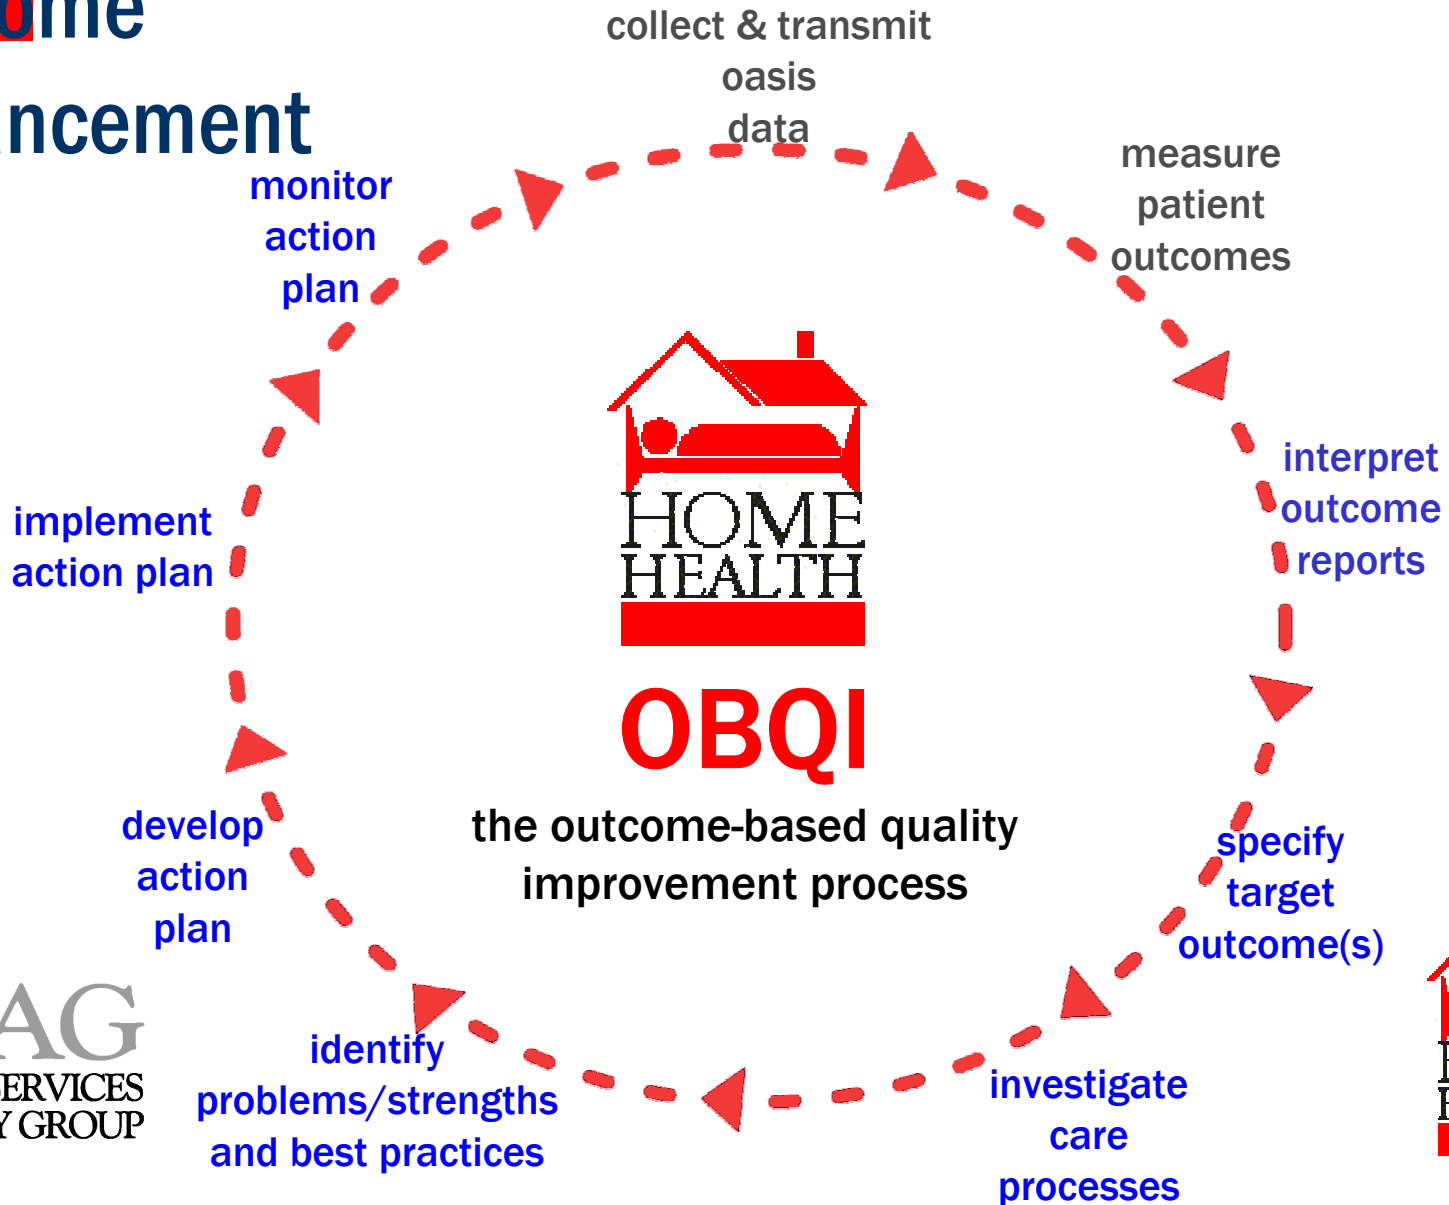 collect & transmit
oasis
data
measure
patient
outcomes
interpret
outcome
reports
specify
target
outcome(s)
investigate
care
processes
identify
problems/strengths
and best practices
develop
action
plan
implement
action plan
monitor
action
plan
HOME
HEALTH
OBQI
the outcome-based quality
improvement process
GROUP